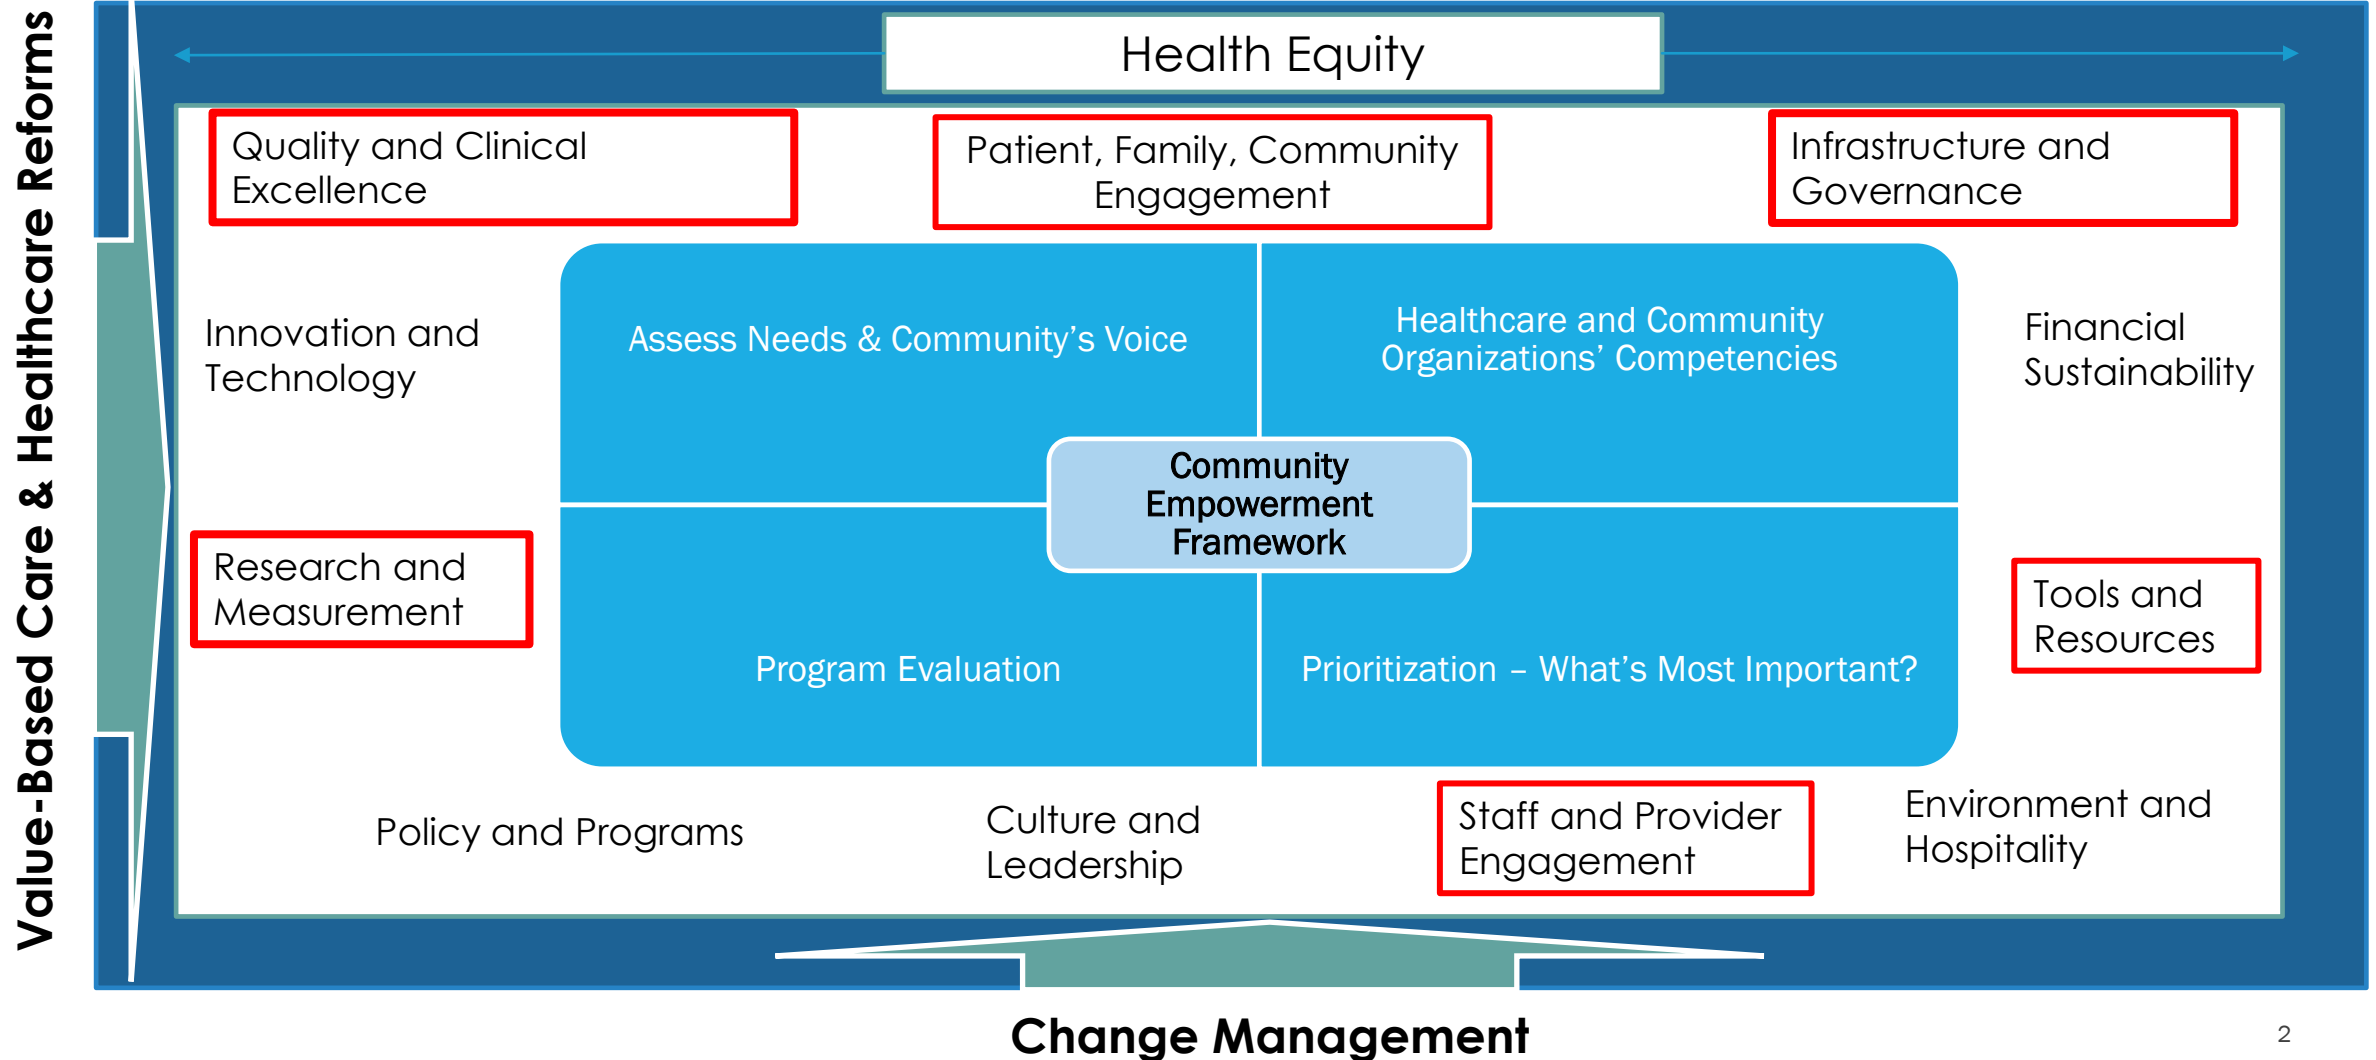 Value-Based Care & Healthcare Reforms
Health Equity
Quality and Clinical
Excellence
Patient, Family, Community
Engagement
Infrastructure and
Governance
Innovation and
Technology
Assess Needs & Community’s Voice
Healthcare and Community
Organizations’ Competencies
Financial
Sustainability
Community
Empowerment
Framework
Research and
Measurement
Program Evaluation
Prioritization – What’s Most Important?
Tools and
Resources
Policy and Programs
Culture and
Leadership
Staff and Provider
Engagement
Environment and
Hospitality
Change Management
2